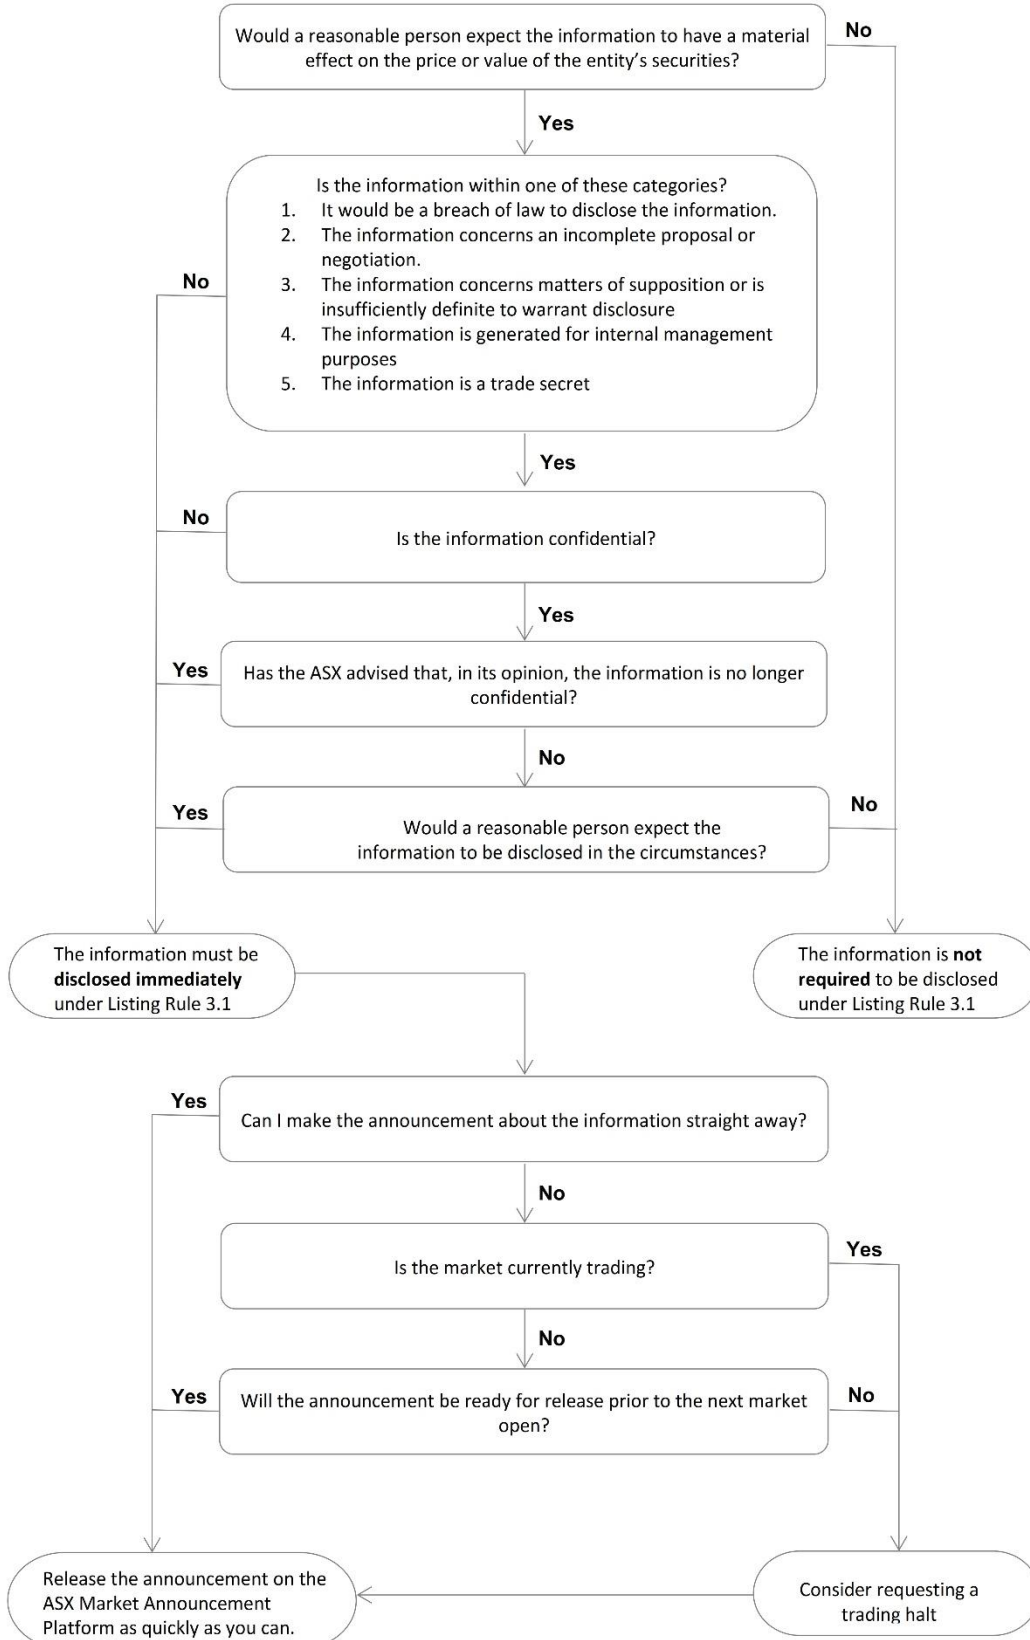 Would a reasonable person expect the information to have a material
effect on the price or value of the entity's securities?
No
Yes
Is the information within one of these categories?
1. It would be a breach of law to disclose the information.
2. The information concerns an incomplete proposal or
negotiation.
3. The information concerns matters of supposition or is
insufficiently definite to warrant disclosure
4. The information is generated for internal management
purposes
5. The information is a trade secret
No
Yes
No
Is the information confidential?
Yes
Yes
Has the ASX advised that, in its opinion, the information is no longer
confidential?
No
Yes
Would a reasonable person expect the
information to be disclosed in the circumstances?
No
The information must be
disclosed immediately
under Listing Rule 3.1
The information is not
required to be disclosed
under Listing Rule 3.1
Yes
Can I make the announcement about the information straight away?
No
Is the market currently trading?
Yes
No
Yes
Will the announcement be ready for release prior to the next market
open?
No
Release the announcement on the
ASX Market Announcement
Platform as quickly as you can.
Consider requesting a
trading halt